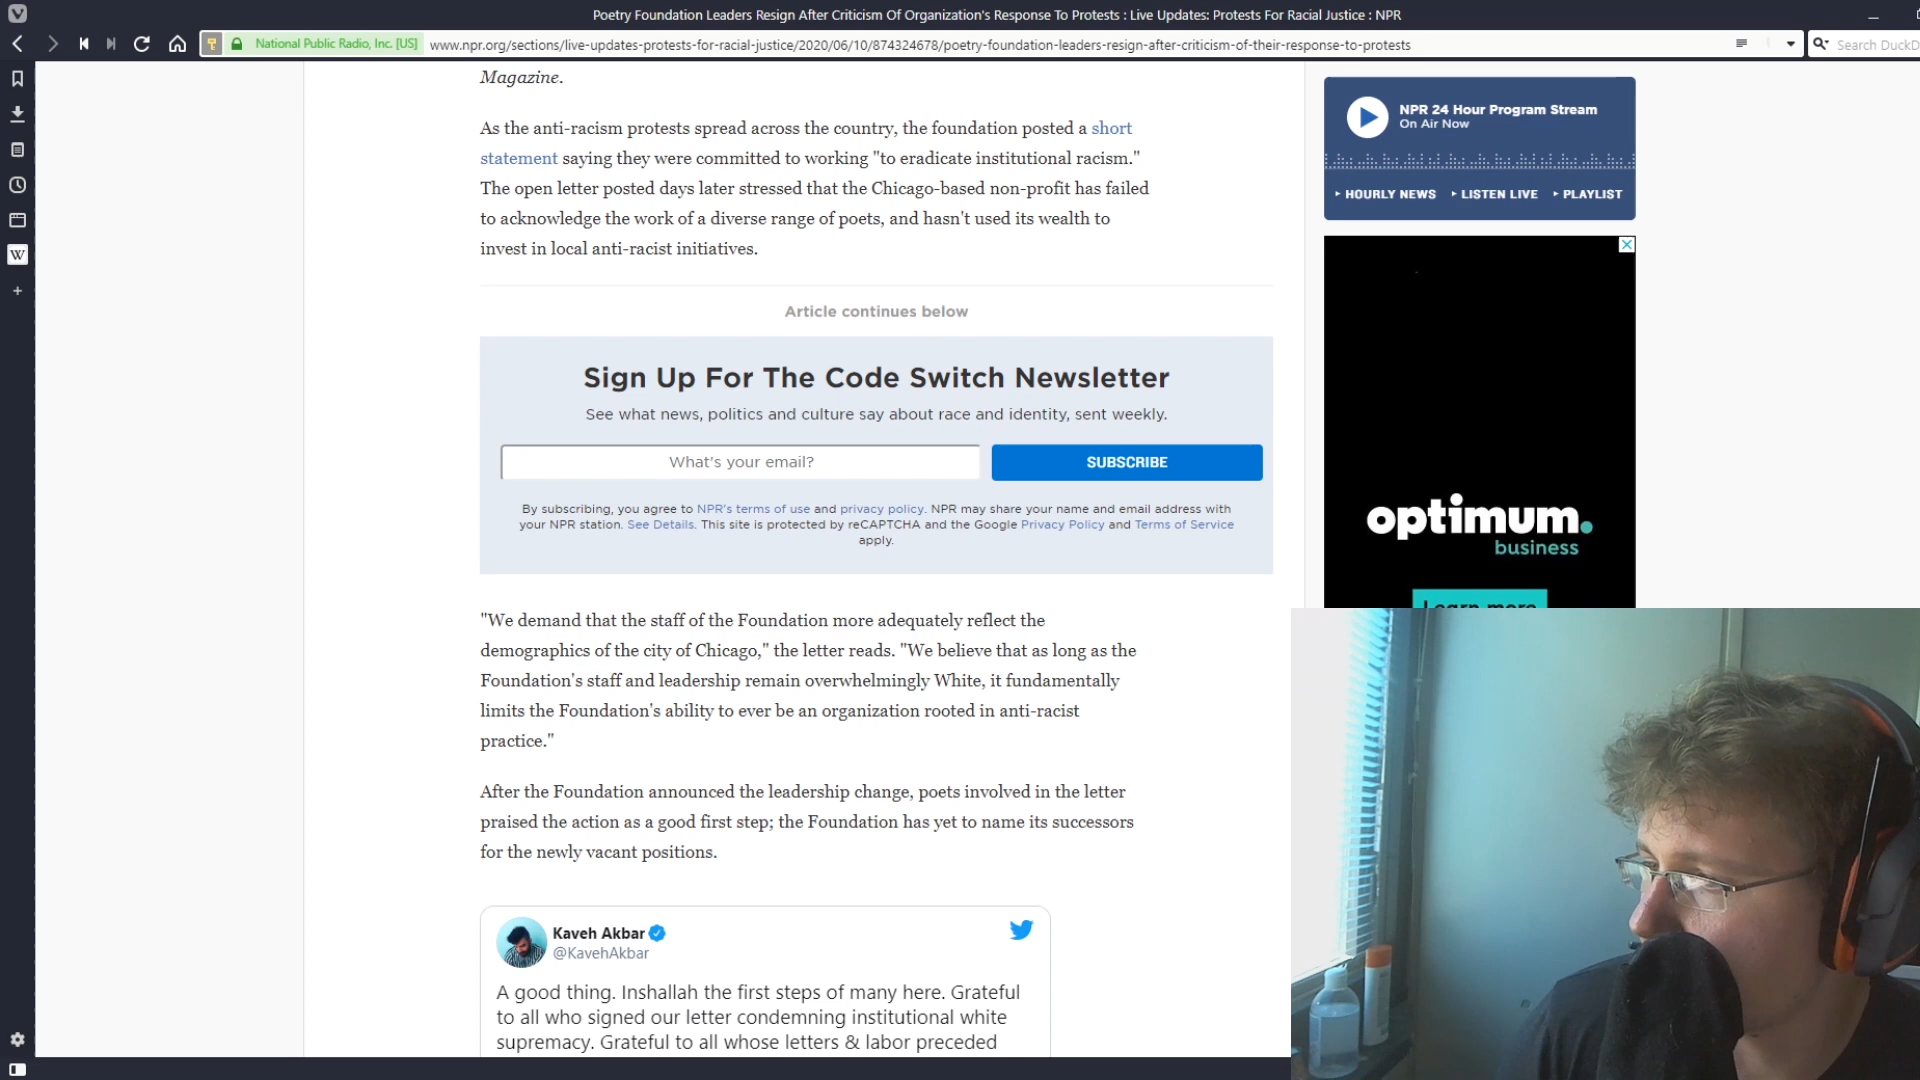 Poetry Foundation Leaders Resign After Criticism Of Organization's Response To Protests : Live Updates: Protests For Racial Justice : NPR
National Public Radio, Inc. [US]
www.npr.org/sections/live-updates-protests-for-racial-justice/2020/06/10/874324678/poetry-foundation-leaders-resign-after-criticism-of-their-response-to-protests
Search DuckD
W
Magazine.
As the anti-racism protests spread across the country, the foundation posted a short
statement saying they were committed to working "to eradicate institutional racism."
The open letter posted days later stressed that the Chicago-based non-profit has failed
to acknowledge the work of a diverse range of poets, and hasn't used its wealth to
invest in local anti-racist initiatives.
Article continues below
Sign Up For The Code Switch Newsletter
See what news, politics and culture say about race and identity, sent weekly.
What's your email?
SUBSCRIBE
By subscribing, you agree to NPR's terms of use and privacy policy. NPR may share your name and email address with
your NPR station. See Details. This site is protected by reCAPTCHA and the Google Privacy Policy and Terms of Service
apply.
"We demand that the staff of the Foundation more adequately reflect the
demographics of the city of Chicago," the letter reads. "We believe that as long as the
Foundation's staff and leadership remain overwhelmingly White, it fundamentally
limits the Foundation's ability to ever be an organization rooted in anti-racist
practice."
After the Foundation announced the leadership change, poets involved in the letter
praised the action as a good first step; the Foundation has yet to name its successors
for the newly vacant positions.
Kaveh Akbar
@KavehAkbar
A good thing. Inshallah the first steps of many here. Grateful
to all who signed our letter condemning institutional white
supremacy. Grateful to all whose letters & labor preceded
NPR 24 Hour Program Stream
On Air Now
HOURLY NEWS
LISTEN LIVE
PLAYLIST
optimum.
business
Learn more